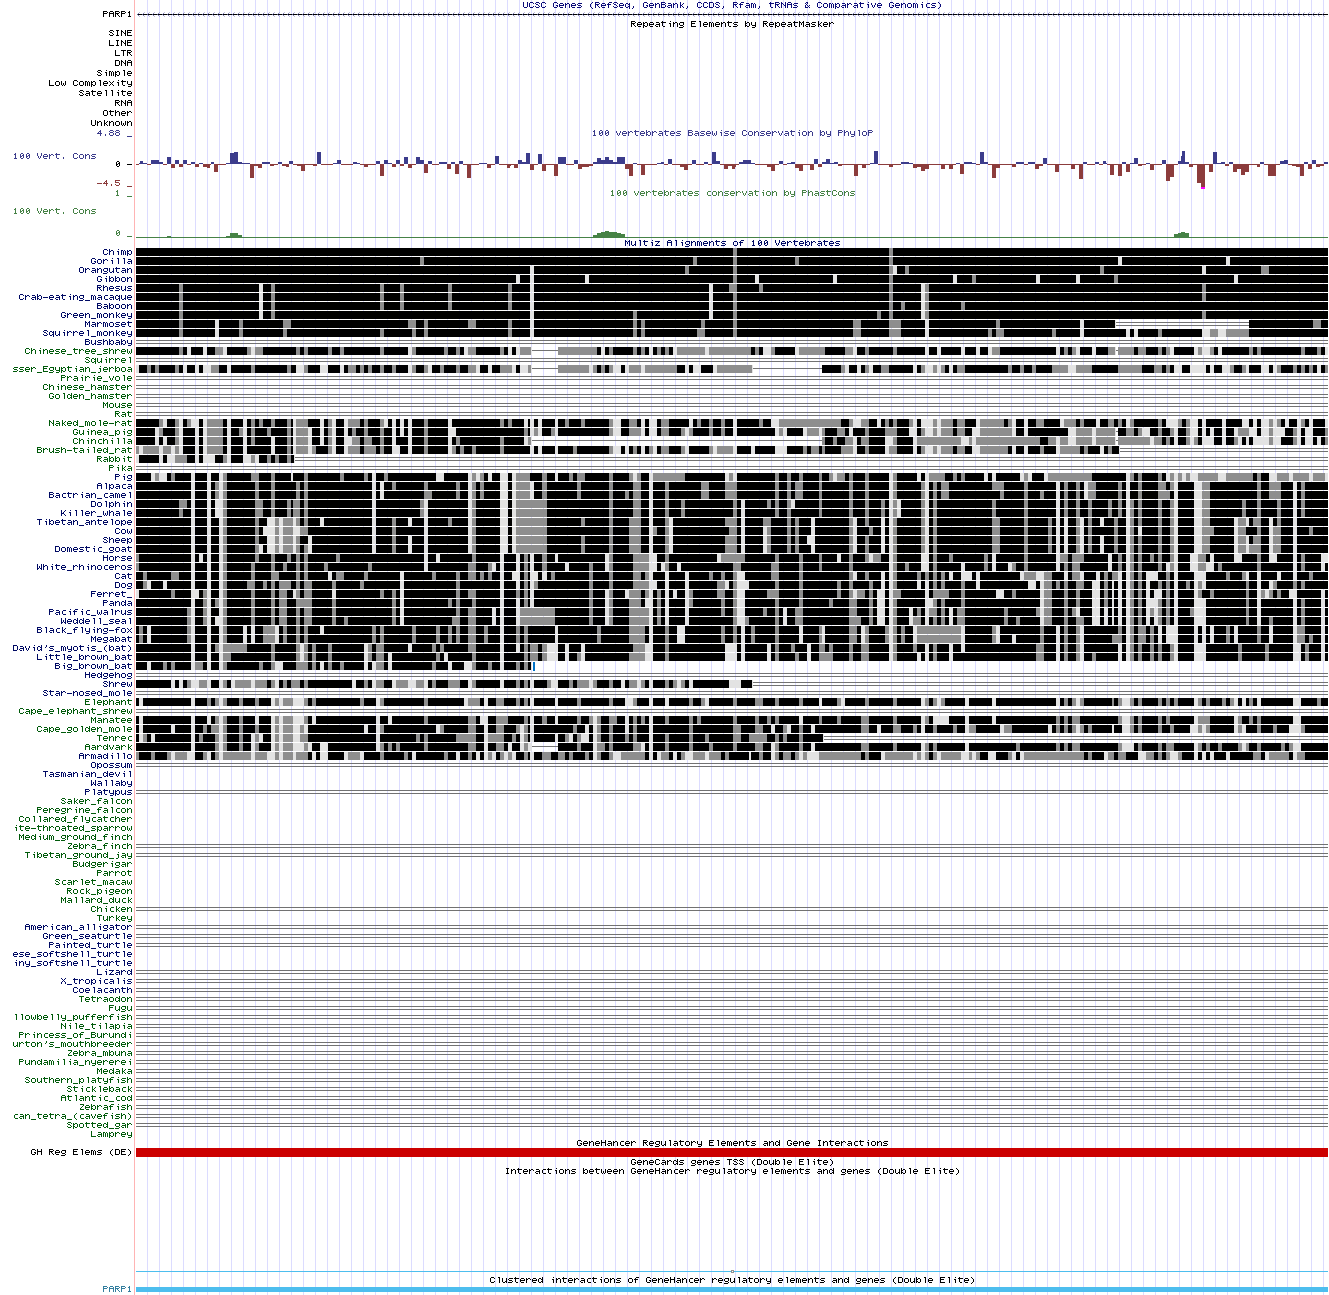 UCSC Genes (RefSeq, GenBank, CCDS, Rfam, tRNAs & Comparative Genomics)
PARP1
Repeating Elements by RepeatMasker
SINE
LINE
LTR
DNA
Simple
Low Complexity
Satellite
RNA
Other
Unknown
4.88 _
100 vertebrates Basewise Conservation by PhyloP
100 Vert. Cons
0 _
-4.5 _
1 _
100 vertebrates conservation by PhastCons
100 Vert. Cons
0 _
Multiz Alignments of 100 Vertebrates
Chimp
Gorilla
Orangutan
Gibbon
Rhesus
Crab-eating_macaque
Baboon
Green_monkey
Marmoset
Squirrel_monkey
Bushbaby
Chinese_tree_shrew
Squirrel
sser_Egyptian_jerboa
Prairie_vole
Chinese_hamster
Golden_hamster
Mouse
Rat
Naked_mole-rat
Guinea_pig
Chinchilla
Brush-tailed_rat
Rabbit
Pika
Pig
Alpaca
Bactrian_camel
Dolphin
Killer_whale
Tibetan_antelope
Cow
Sheep
Domestic_goat
Horse
White_rhinoceros
Cat
Dog
Ferret_
Panda
Pacific_walrus
Weddell_seal
Black_flying-fox
Megabat
David's_myotis_(bat)
Little_brown_bat
Big_brown_bat
Hedgehog
Shrew
Star-nosed_mole
Elephant
Cape_elephant_shrew
Manatee
Cape_golden_mole
Tenrec
Aardvark
Armadillo
Opossum
Tasmanian_devil
Wallaby
Platypus
Saker_falcon
Peregrine_falcon
Collared_flycatcher
ite-throated_sparrow
Medium_ground_finch
Zebra_finch
Tibetan_ground_jay
Budgerigar
Parrot
Scarlet_macaw
Rock_pigeon
Mallard_duck
Chicken
Turkey
American_alligator
Green_seaturtle
Painted_turtle
ese_softshell_turtle
iny_softshell_turtle
Lizard
X_tropicalis
Coelacanth
Tetraodon
Fugu
llowbelly_pufferfish
Nile_tilapia
Princess_of_Burundi
urton's_mouthbreeder
Zebra_mbuna
Pundamilia_nyererei
Medaka
Southern_platyfish
Stickleback
Atlantic_cod
Zebrafish
can_tetra_(cavefish)
Spotted_gar
Lamprey
GeneHancer Regulatory Elements and Gene Interactions
GH Reg Elems (DE)
GeneCards genes TSS (Double Elite)
Interactions between GeneHancer regulatory elements and genes (Double Elite)
Clustered interactions of GeneHancer regulatory elements and genes (Double Elite)
PARP1